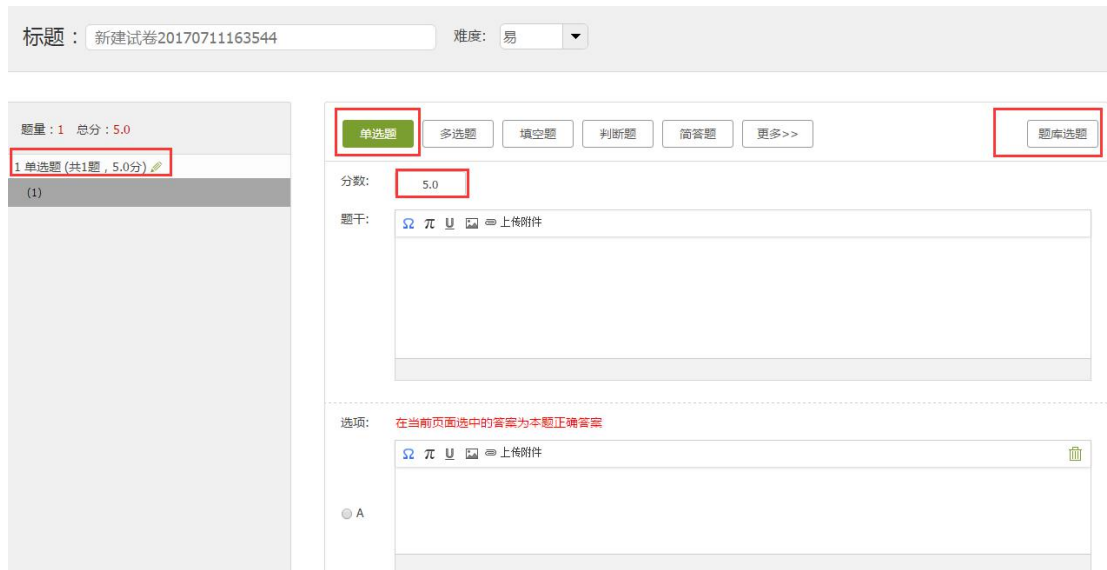 标题： 新建试卷20170711163544 难度: 易
题量：1 总分：5.0
1 单选题 (共1题，5.0分)
(1)
单选题 多选题 填空题 判断题 简答题 更多>> 题库选题
分数: 5.0
题干:
Ω π U 上传附件
选项: 在当前页面选中的答案为本题正确答案
Ω π U 上传附件
A